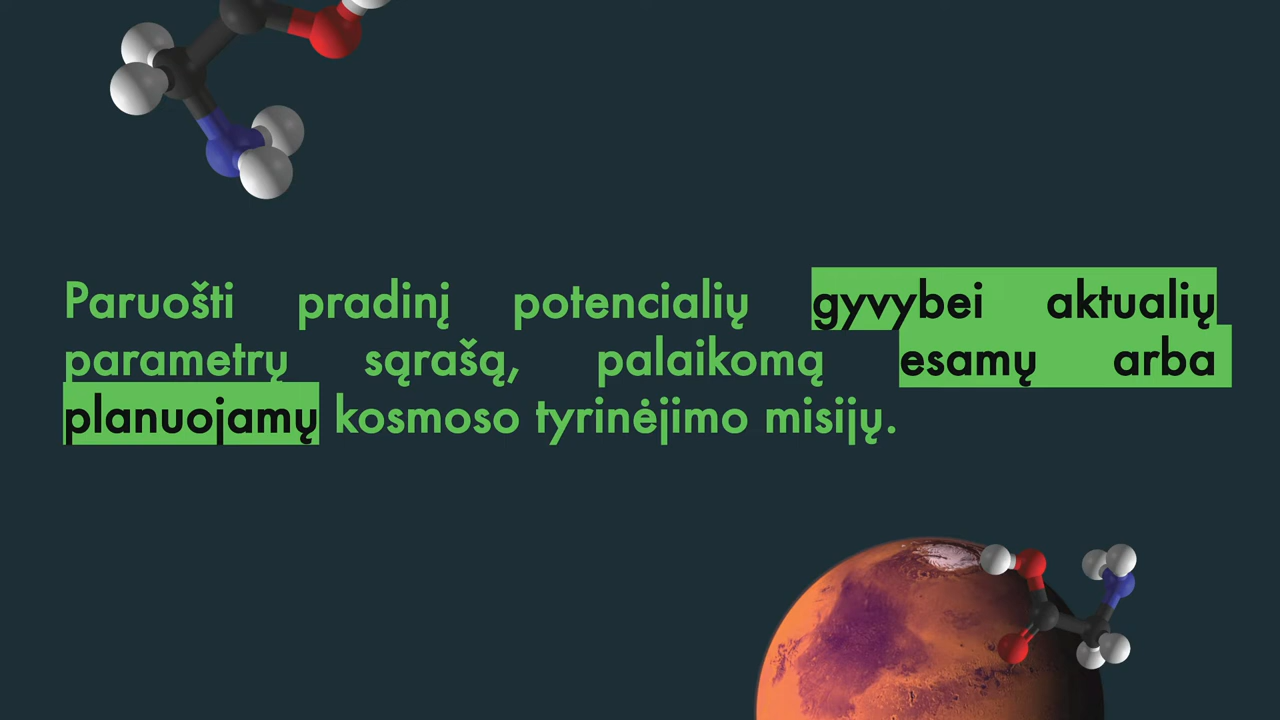 Paruošti pradinį potencialių gyvybei aktualių
parametrų sąrašą, palaikomą esamų arba
planuojamų kosmoso tyrinėjimo misijų.